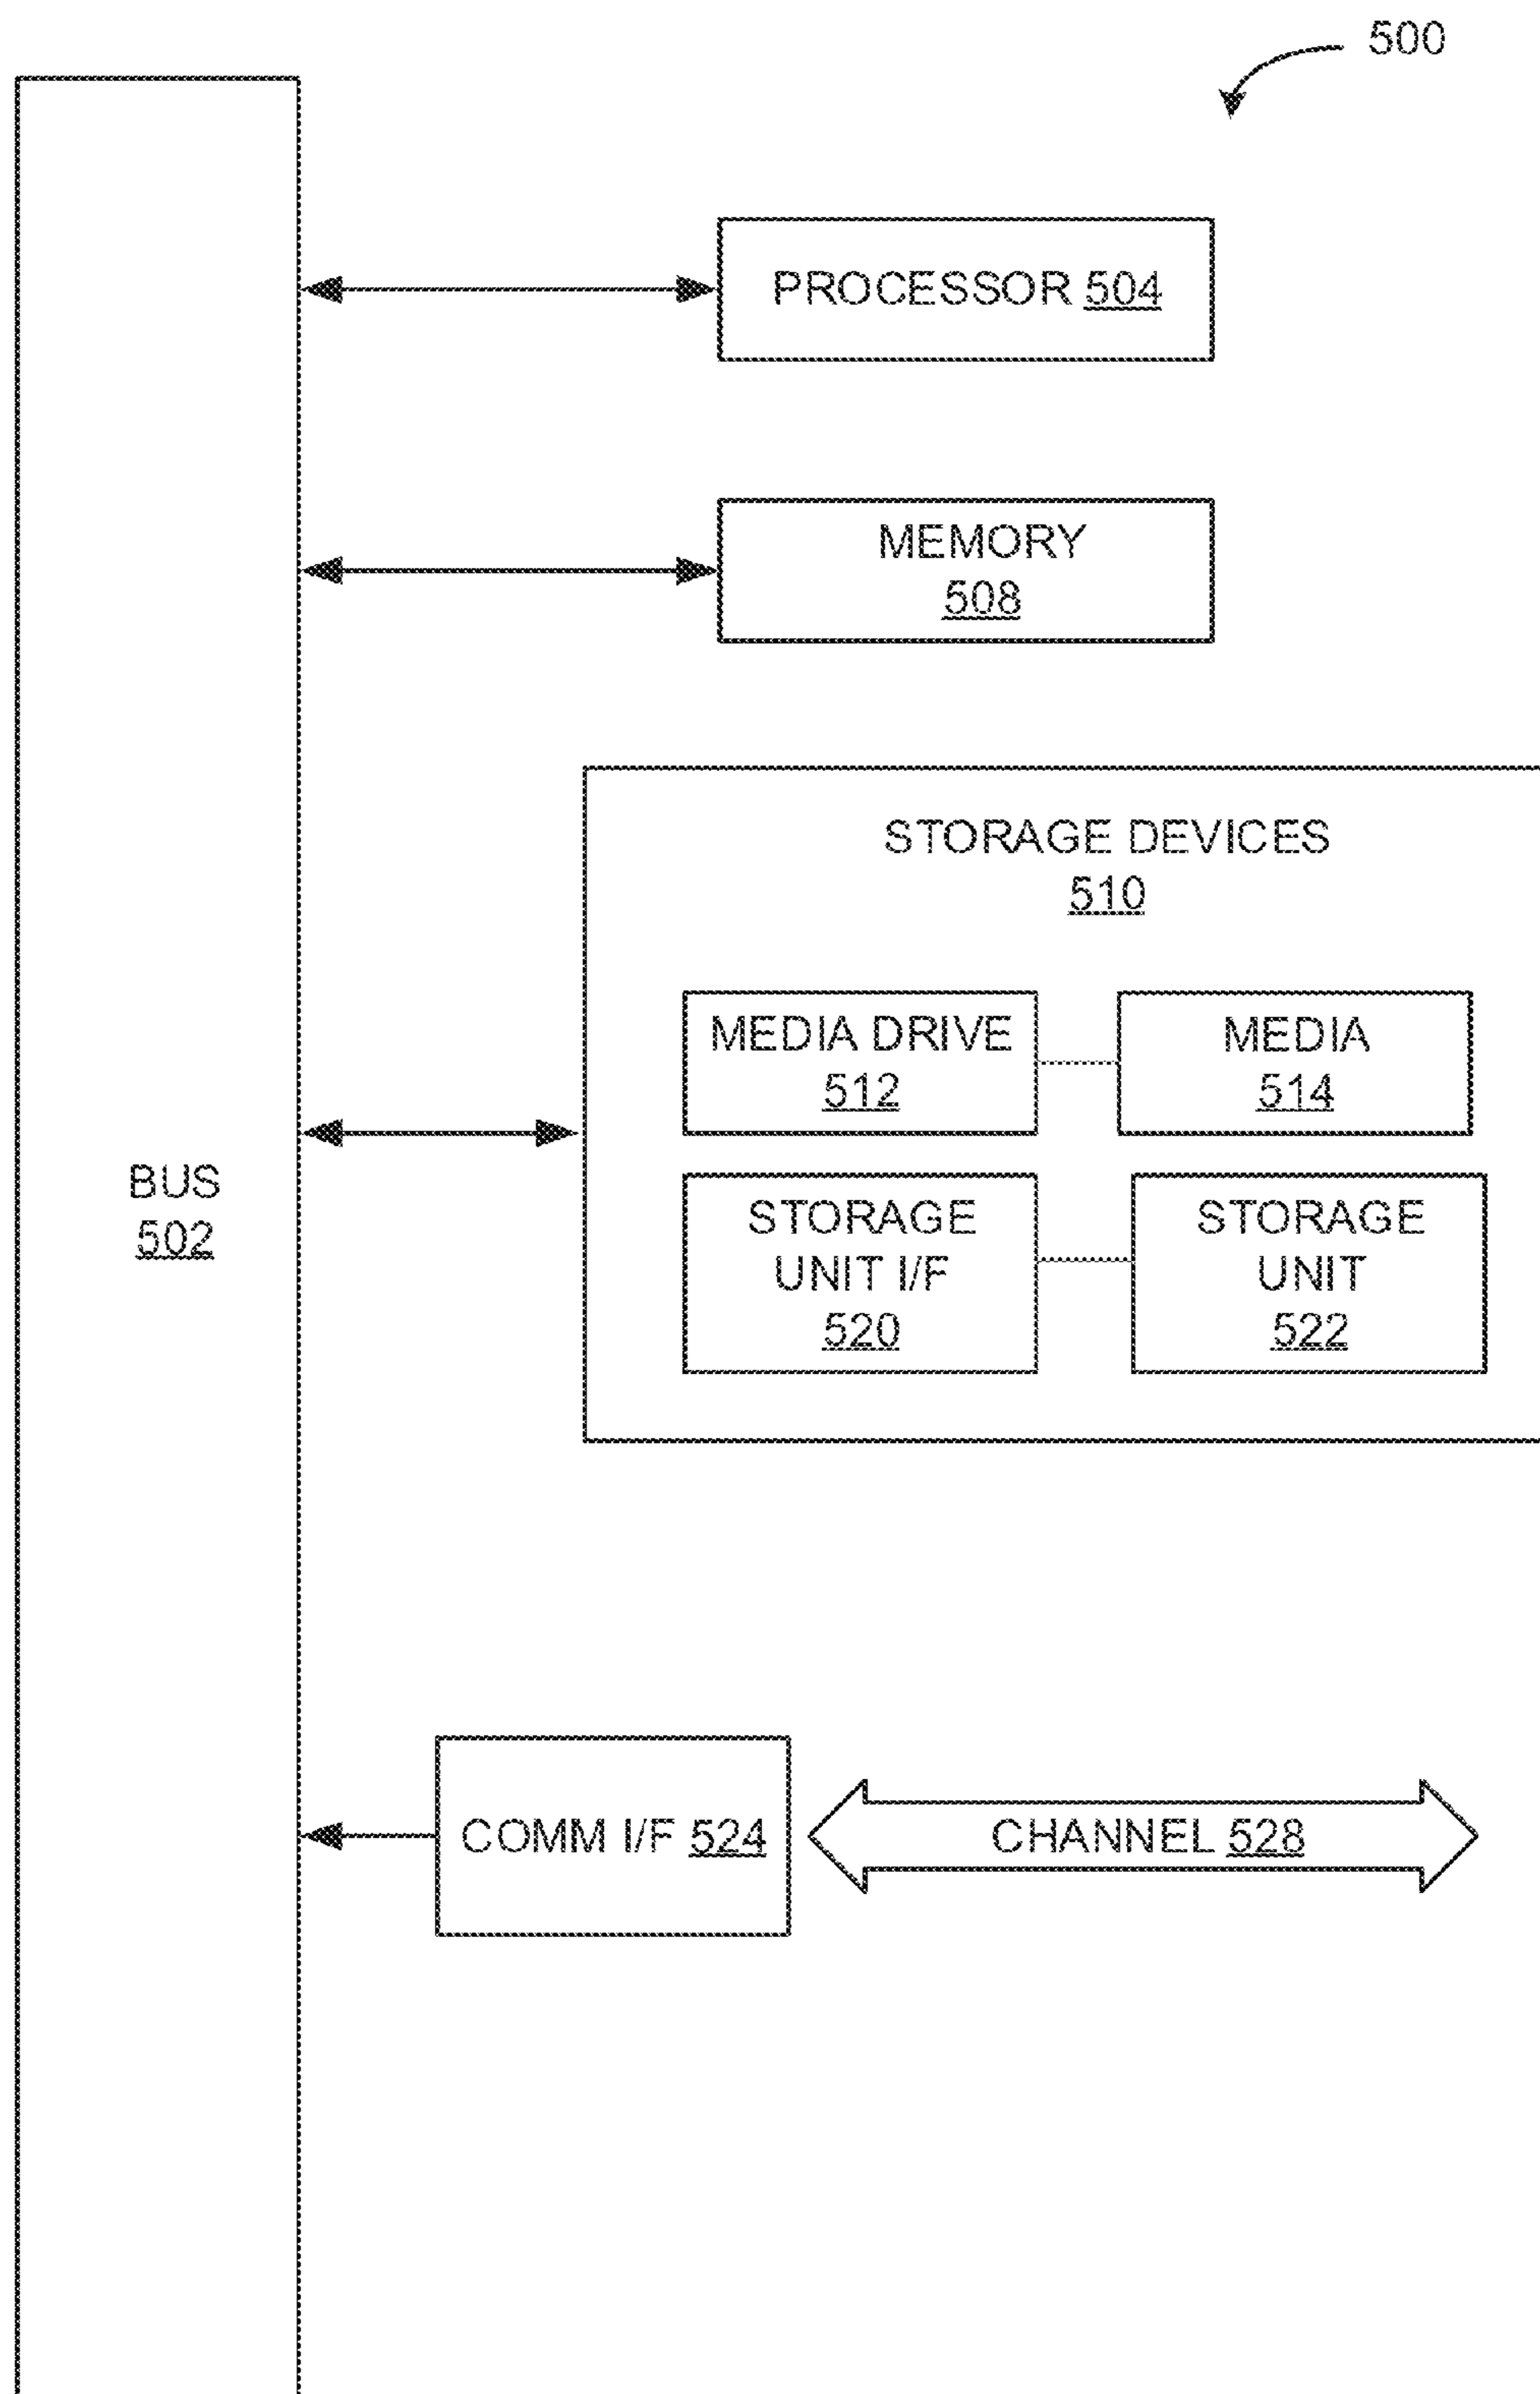 500
PROCESSOR 504
MEMORY
508
STORAGE DEVICES
510
MEDIA DRIVE
512
MEDIA
514
BUS
502
STORAGE
UNIT I/F
520
STORAGE
UNIT
522
COMM I/F 524
CHANNEL 528